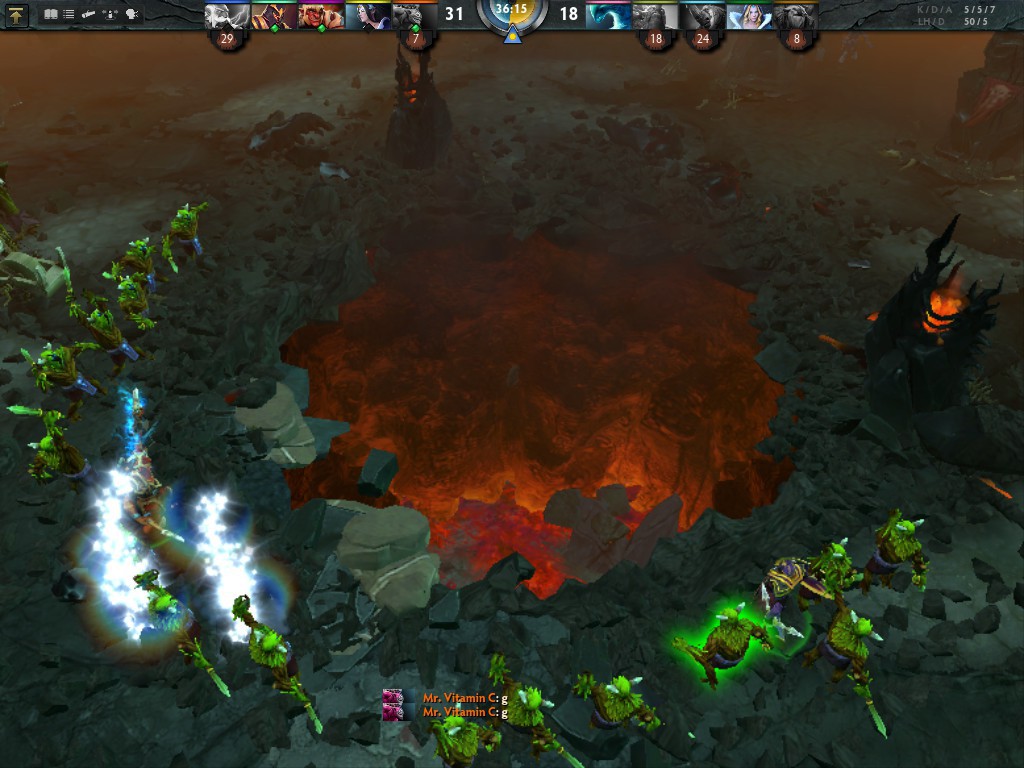 31 36:15 18
K/D/A 5/5/7
LH/D 50/5
29 7 18 24 8
Mr. Vitamin C: g
Mr. Vitamin C: g